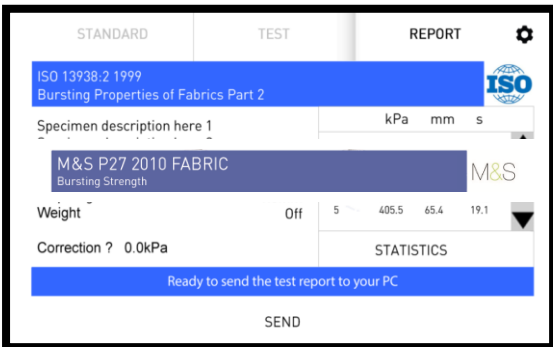 STANDARD TEST REPORT
ISO 13938:2 1999
Bursting Properties of Fabrics Part 2
ISO
Specimen description here 1
kPa mm s
M&S P27 2010 FABRIC
Bursting Strength
M&S
Weight Off
5 405.5 65.4 19.1
Correction ? 0.0kPa
STATISTICS
Ready to send the test report to your PC
SEND